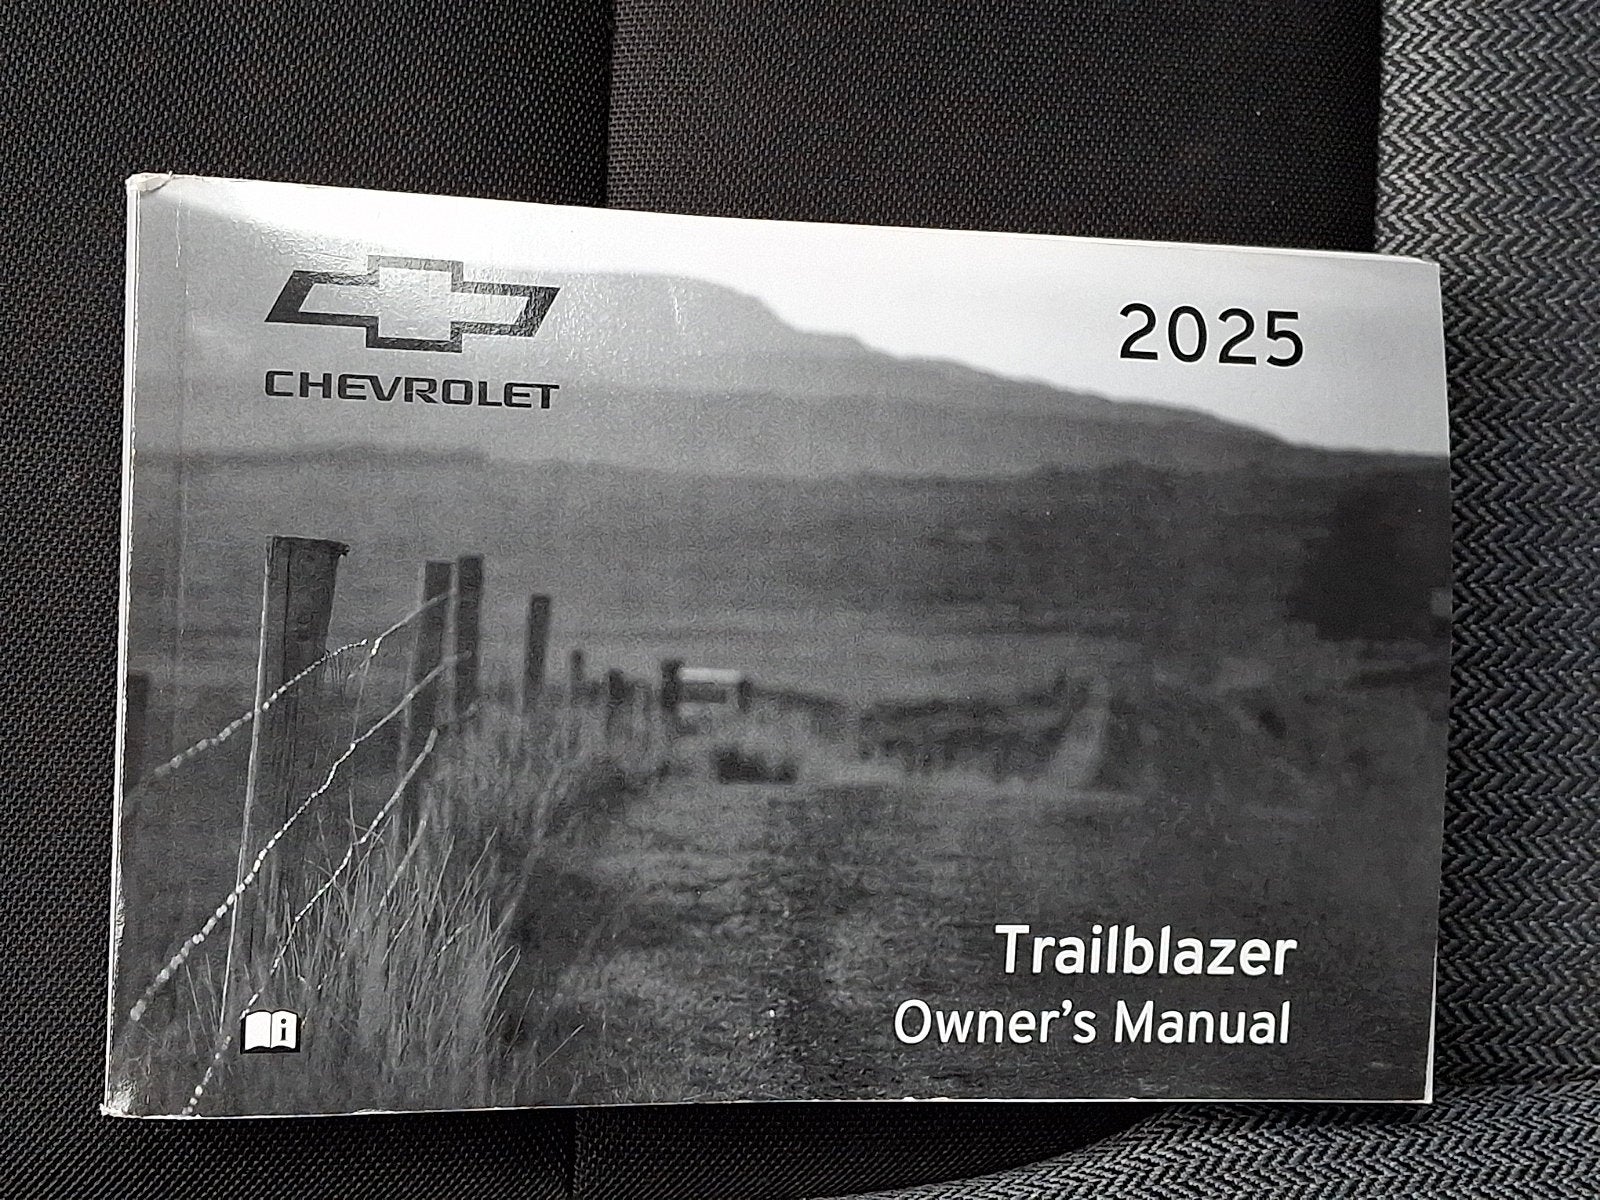 CHEVROLET
2025
Trailblazer
Owner's Manual
i